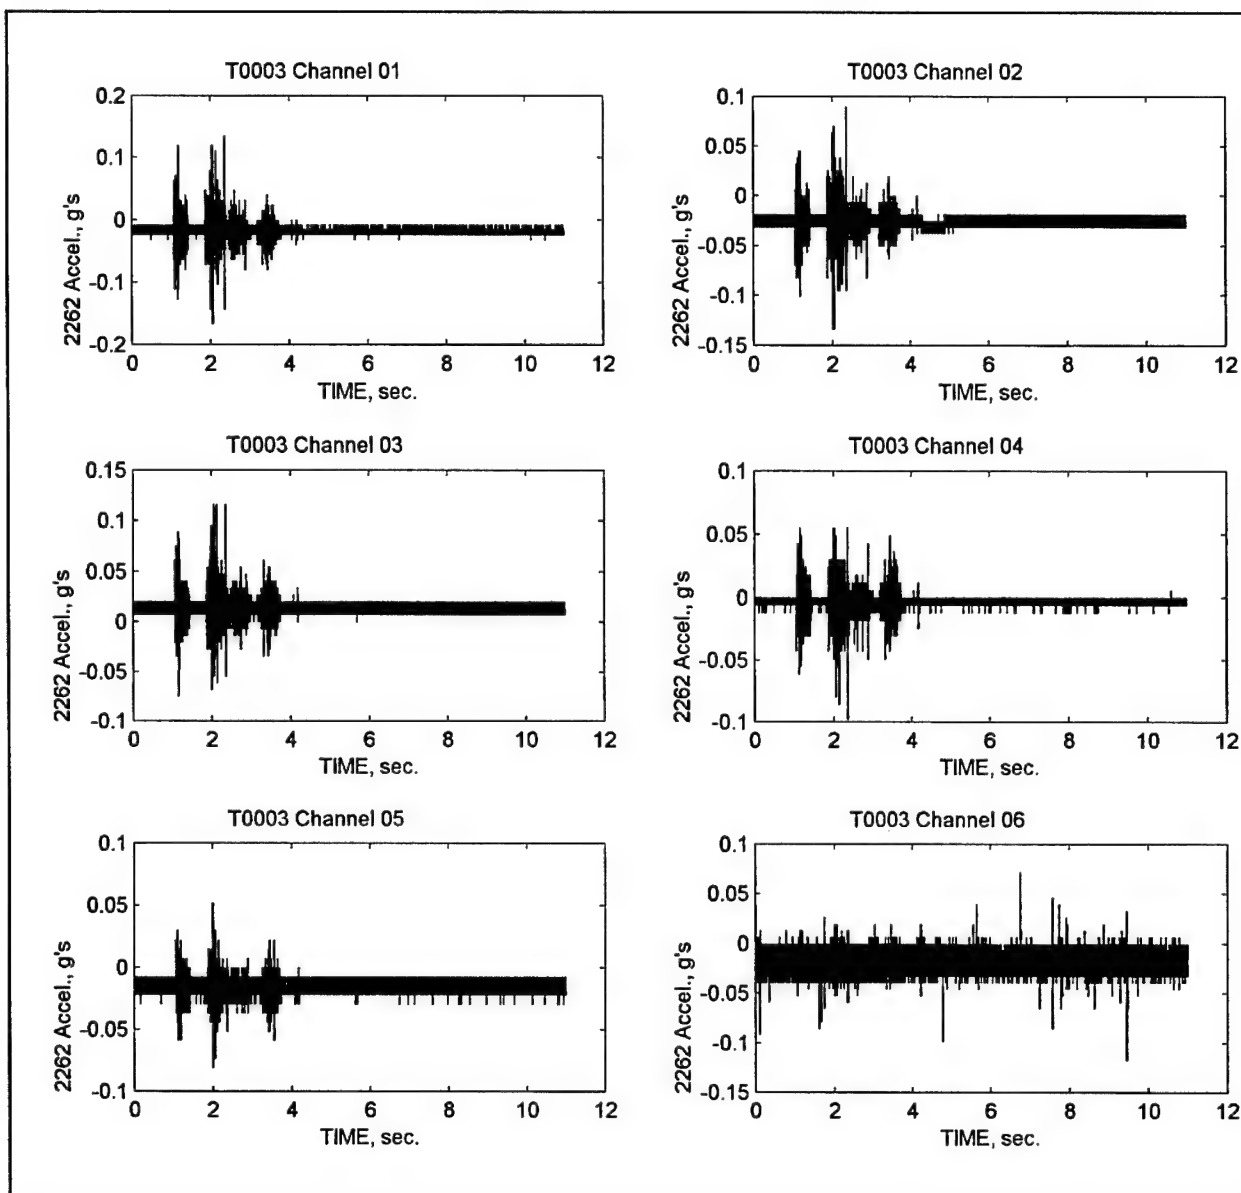 T0003 Channel 01
0.2
0.1
0
-0.1
-0.2
2262 Accel., g's
0 2 4 6 8 10 12
TIME, sec.
T0003 Channel 02
0.1
0.05
0
-0.05
-0.1
-0.15
2262 Accel., g's
0 2 4 6 8 10 12
TIME, sec.
T0003 Channel 03
0.15
0.1
0.05
0
-0.05
-0.1
2262 Accel., g's
0 2 4 6 8 10 12
TIME, sec.
T0003 Channel 04
0.1
0.05
0
-0.05
-0.1
2262 Accel., g's
0 2 4 6 8 10 12
TIME, sec.
T0003 Channel 05
0.1
0.05
0
-0.05
-0.1
2262 Accel., g's
0 2 4 6 8 10 12
TIME, sec.
T0003 Channel 06
0.1
0.05
0
-0.05
-0.1
-0.15
2262 Accel., g's
0 2 4 6 8 10 12
TIME, sec.